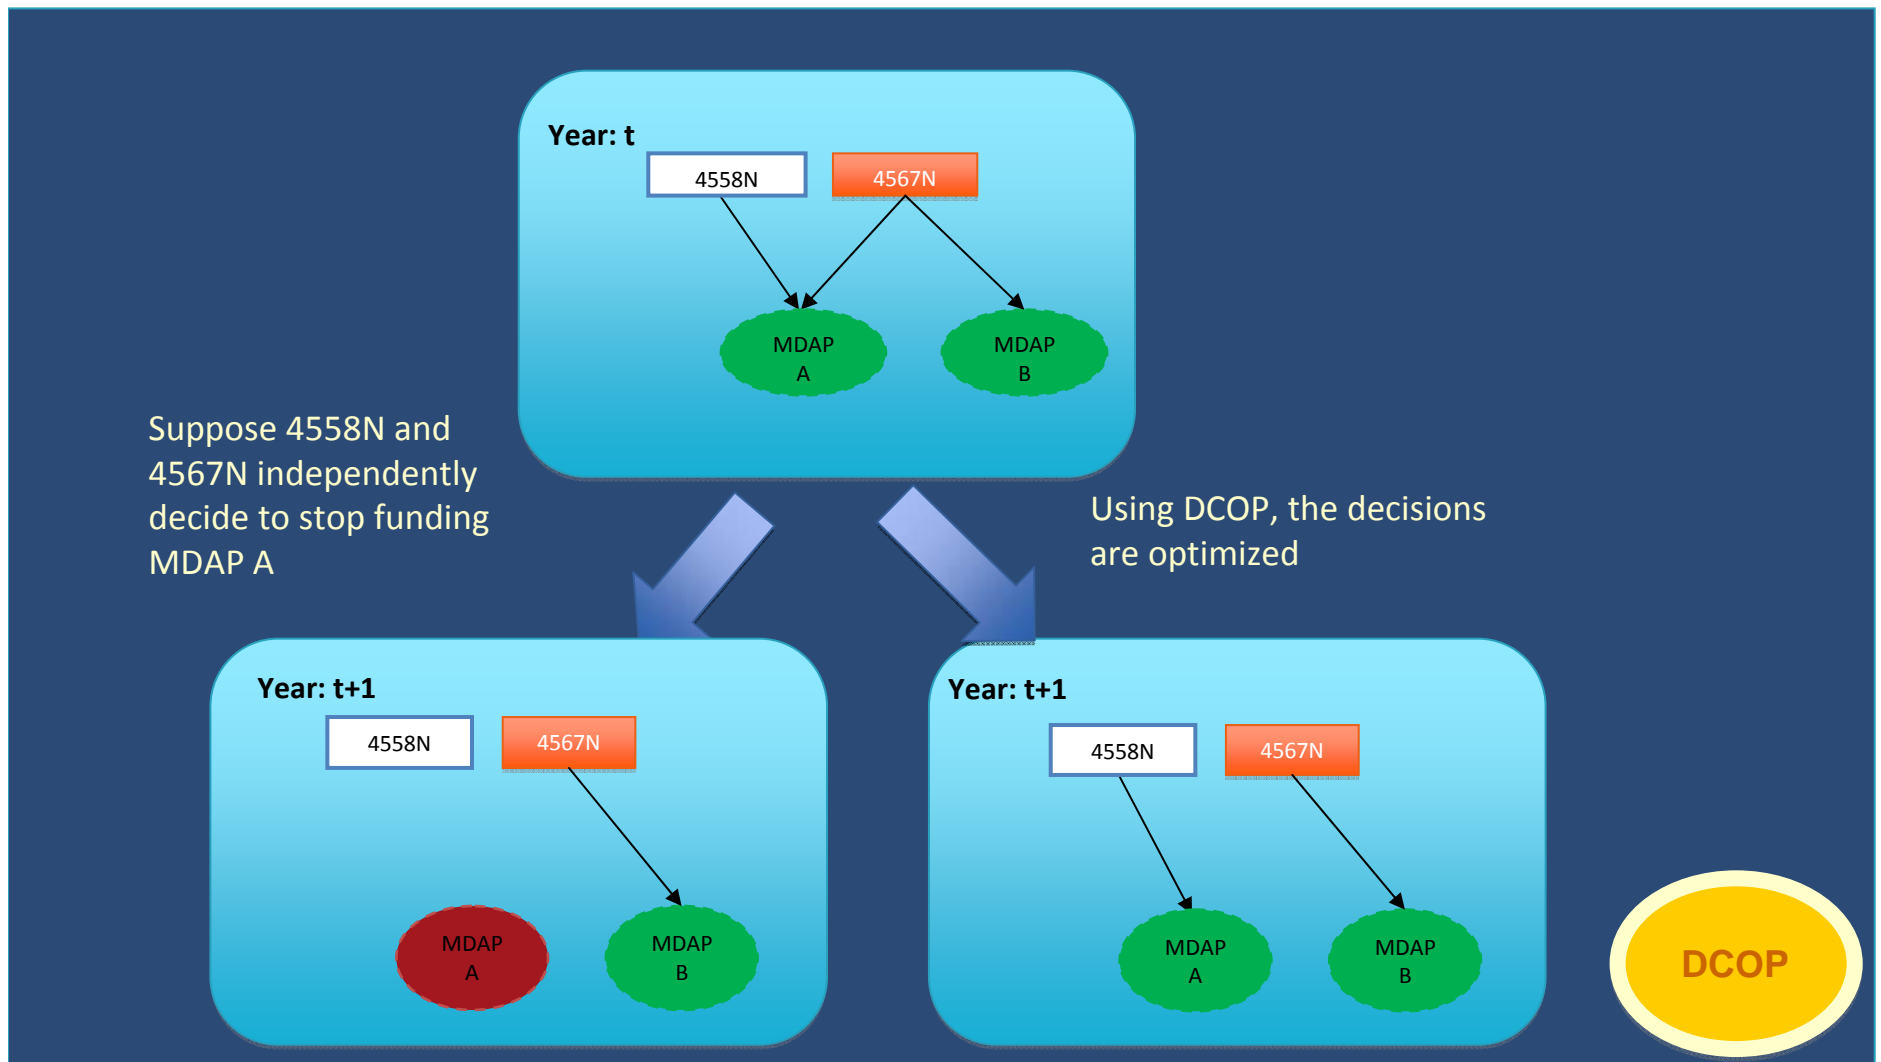 Year: t
4558N
4567N
MDAP
A
MDAP
B
Suppose 4558N and
4567N independently
decide to stop funding
MDAP A
Using DCOP, the decisions
are optimized
Year: t+1
4558N
4567N
MDAP
A
MDAP
B
Year: t+1
4558N
4567N
MDAP
A
MDAP
B
DCOP